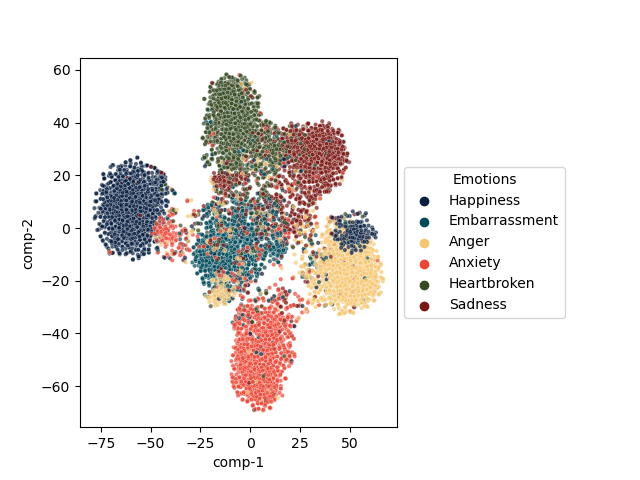 60
40
20
0
−20
−40
−60
comp-2
−75
−50
−25
0
25
50
comp-1
Emotions
Happiness
Embarrassment
Anger
Anxiety
Heartbroken
Sadness